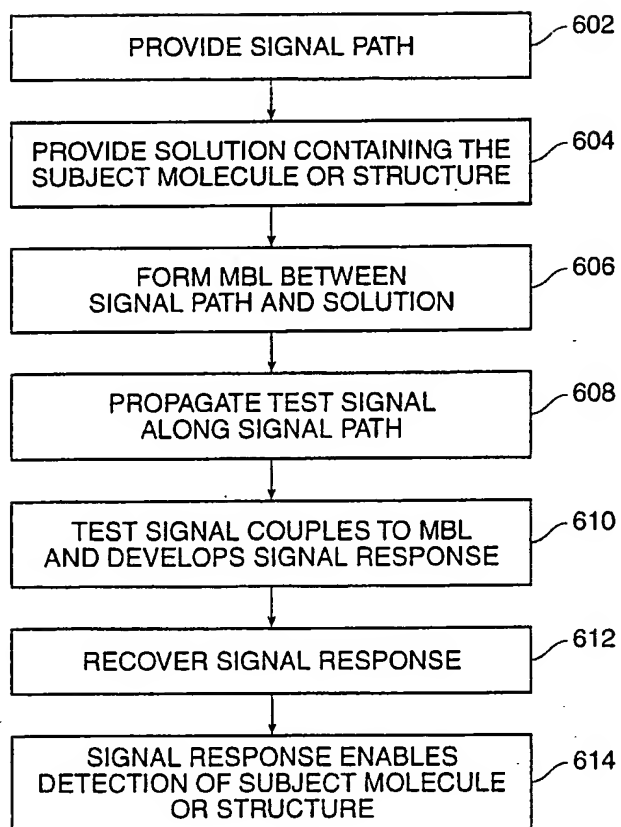 PROVIDE SIGNAL PATH
602
PROVIDE SOLUTION CONTAINING THE
SUBJECT MOLECULE OR STRUCTURE
604
FORM MBL BETWEEN
SIGNAL PATH AND SOLUTION
606
PROPAGATE TEST SIGNAL
ALONG SIGNAL PATH
608
TEST SIGNAL COUPLES TO MBL
AND DEVELOPS SIGNAL RESPONSE
610
RECOVER SIGNAL RESPONSE
612
SIGNAL RESPONSE ENABLES
DETECTION OF SUBJECT MOLECULE
OR STRUCTURE
614